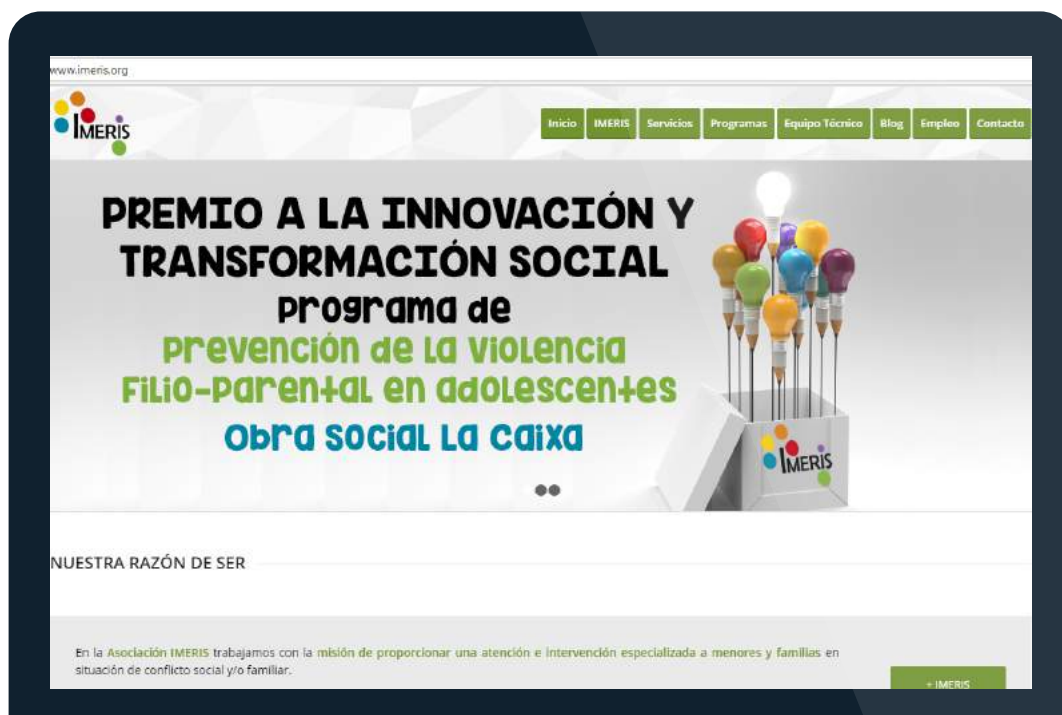 www.imeris.org
IMERIS
Inicio IMERIS Servicios Programas Equipo Técnico Blog Empleo Contacto
PREMIO A LA INNOVACIÓN Y
TRANSFORMACIÓN SOCIAL
Programa de
Prevención de la violencia
Filio-Parental en adolescentes
Obra Social La Caixa
IMERIS
NUESTRA RAZÓN DE SER
En la Asociación IMERIS trabajamos con la misión de proporcionar una atención e intervención especializada a menores y familias en
situación de conflicto social y/o familiar.
+ IMERIS